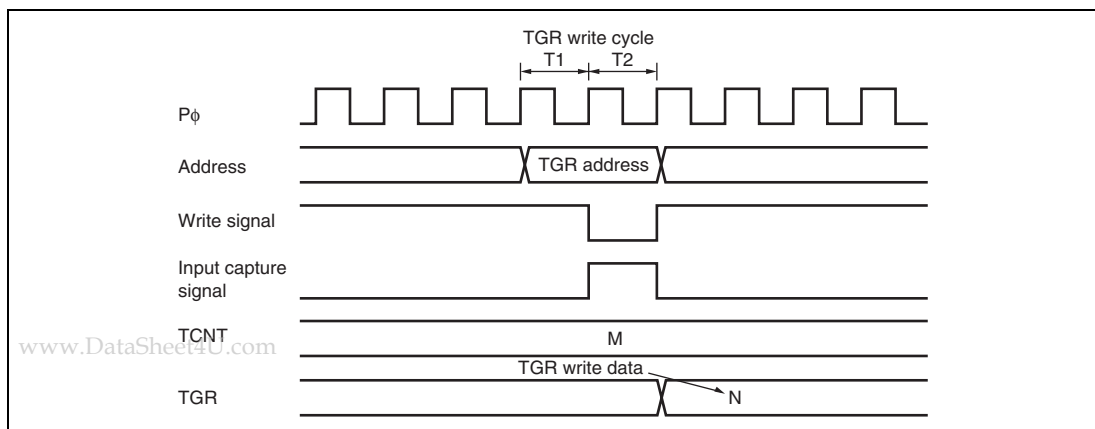 TGR write cycle
T1 T2
Pϕ
Address TGR address
Write signal
Input capture
signal
TCNT M
www.DataSheet4U.com
TGR write data
TGR N